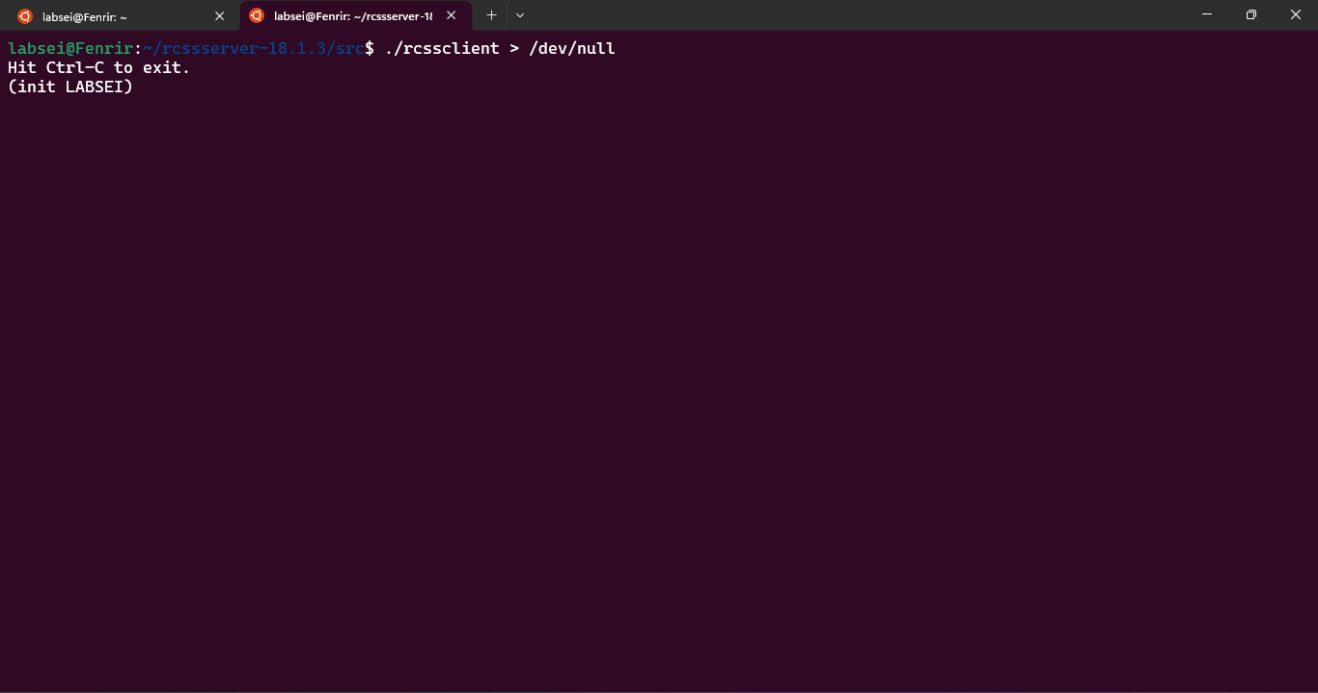 labsei@Fenrir: ~
labsei@Fenrir: ~/rcssserver-18
labsei@Fenrir:~/rcssserver-18.1.3/src$ ./rcssclient > /dev/null
Hit Ctrl-C to exit.
(init LABSEI)